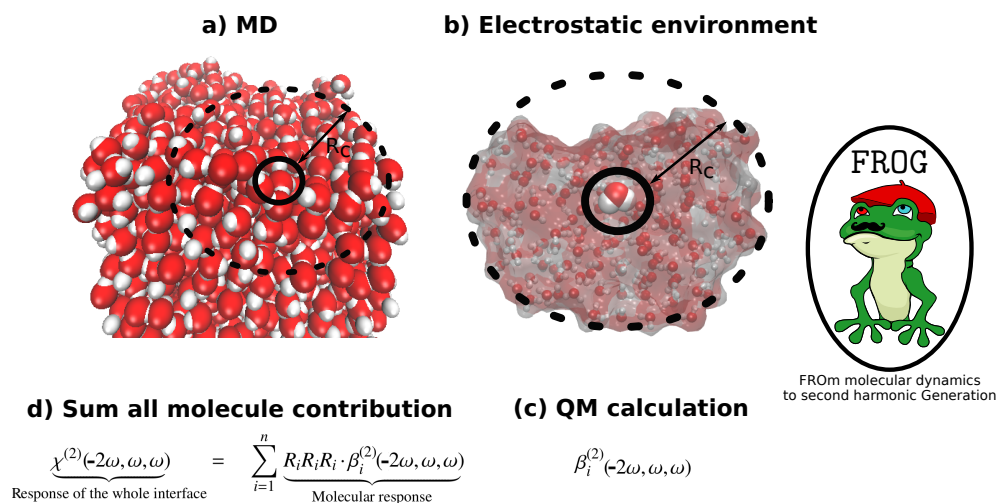 a) MD
b) Electrostatic environment
R_C
R_C
FROG
FROm molecular dynamics
to second harmonic Generation
d) Sum all molecule contribution
(c) QM calculation
χ^{(2)}(-2ω, ω, ω) = \sum_{i=1}^{n} R_i R_i R_i · β_i^{(2)}(-2ω, ω, ω)
Response of the whole interface
Molecular response
β_i^{(2)}(-2ω, ω, ω)